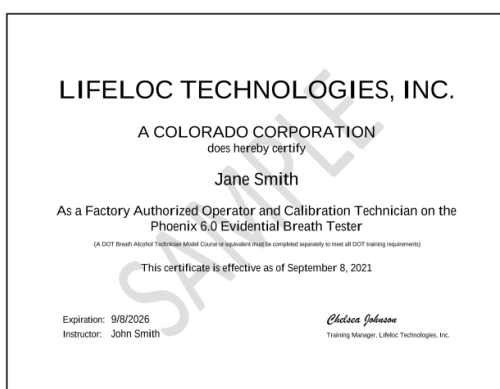 LIFELOC TECHNOLOGIES, INC.
A COLORADO CORPORATION
does hereby certify
Jane Smith
As a Factory Authorized Operator and Calibration Technician on the
Phoenix 6.0 Evidential Breath Tester
(A DOT Breath Alcohol Technician Model Course or equivalent must be completed separately to meet all DOT training requirements)
This certificate is effective as of September 8, 2021
Expiration: 9/8/2026
Instructor: John Smith
Chelsea Johnson
Training Manager, Lifeloc Technologies, Inc.
SAMPLE